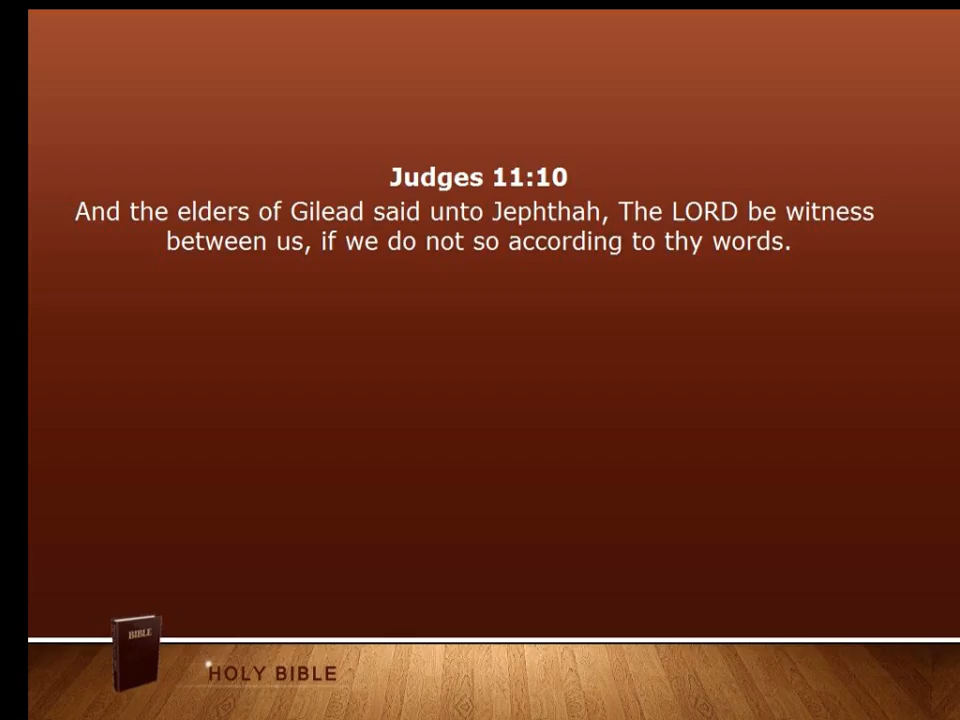 Judges 11:10
And the elders of Gilead said unto Jephthah, The LORD be witness
between us, if we do not so according to thy words.
BIBLE
HOLY BIBLE